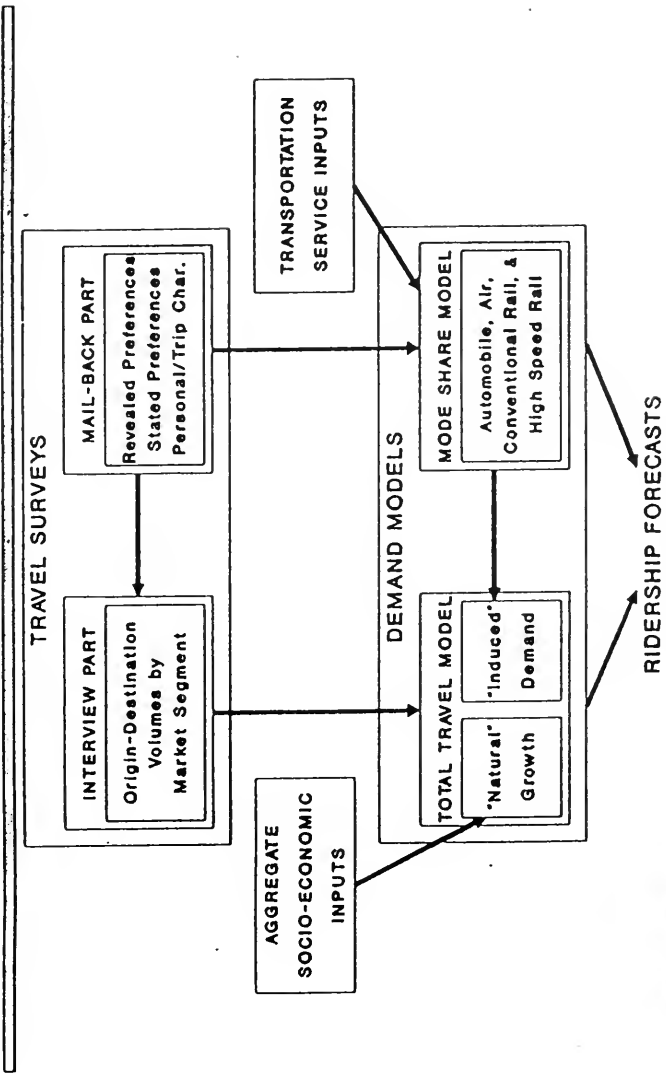 TRAVEL SURVEYS
INTERVIEW PART
Origin-Destination
Volumes by
Market Segment
MAIL-BACK PART
Revealed Preferences
Stated Preferences
Personal/Trip Char.
AGGREGATE
SOCIO-ECONOMIC
INPUTS
TRANSPORTATION
SERVICE INPUTS
DEMAND MODELS
TOTAL TRAVEL MODEL
"Natural"
Growth
"Induced"
Demand
MODE SHARE MODEL
Automobile, Air,
Conventional Rail, &
High Speed Rail
RIDERSHIP FORECASTS